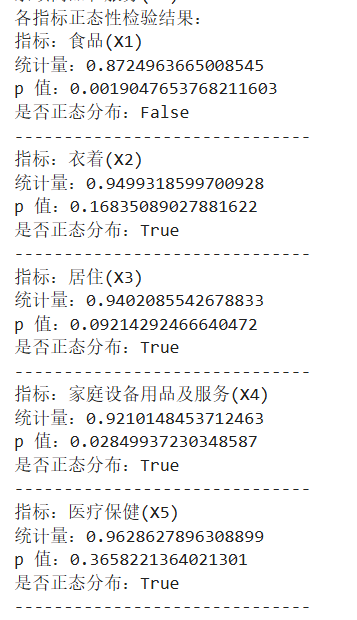 各指标正态性检验结果:
指标: 食品(X1)
统计量: 0.8724963665008545
p 值: 0.0019047653768211603
是否正态分布: False
------------------------------
指标: 衣着(X2)
统计量: 0.9499318599700928
p 值: 0.16835089027881622
是否正态分布: True
------------------------------
指标: 居住(X3)
统计量: 0.9402085542678833
p 值: 0.09214292466640472
是否正态分布: True
------------------------------
指标: 家庭设备用品及服务(X4)
统计量: 0.9210148453712463
p 值: 0.02849937230348587
是否正态分布: True
------------------------------
指标: 医疗保健(X5)
统计量: 0.9628627896308899
p 值: 0.3658221364021301
是否正态分布: True
------------------------------